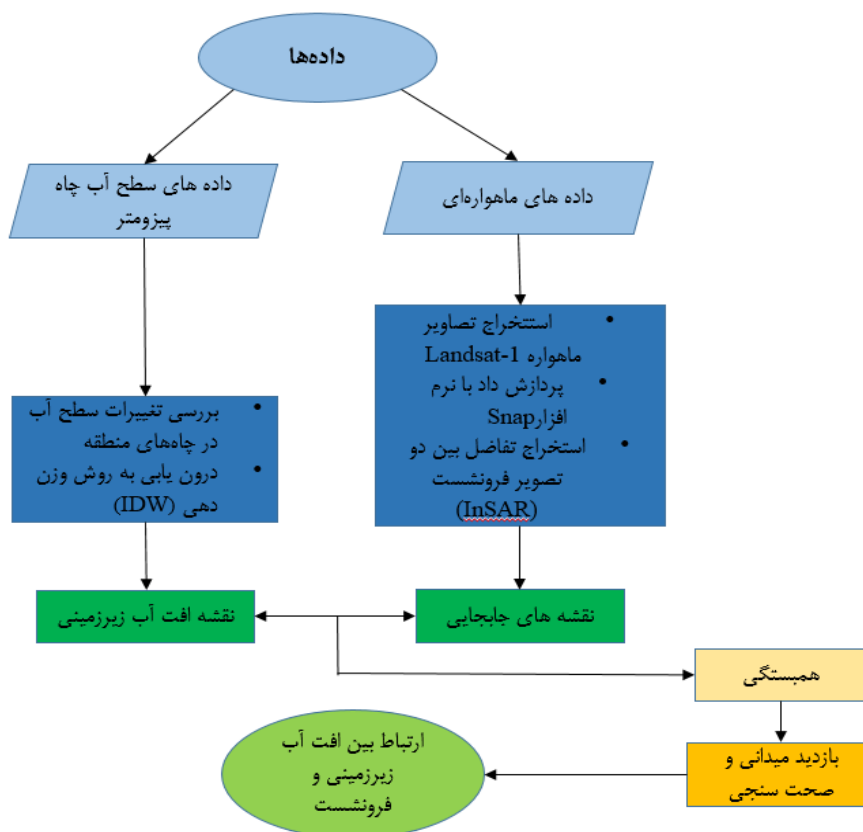 داده‌ها
داده های سطح آب چاه
پیزومتر
داده های ماهواره‌ای
• استتخراج تصاویر
ماهواره Landsat-1
• پردازش داد با نرم
افزارSnap
• استخراج تفاضل بین دو
تصویر فرونشست
(InSAR)
• بررسی تغییرات سطح آب
در چاه‌های منطقه
• درون یابی به روش وزن
دهی (IDW)
نقشه افت آب زیرزمینی
نقشه های جابجایی
همبستگی
بازدید میدانی و
صحت سنجی
ارتباط بین افت آب
زیرزمینی و
فرونشست